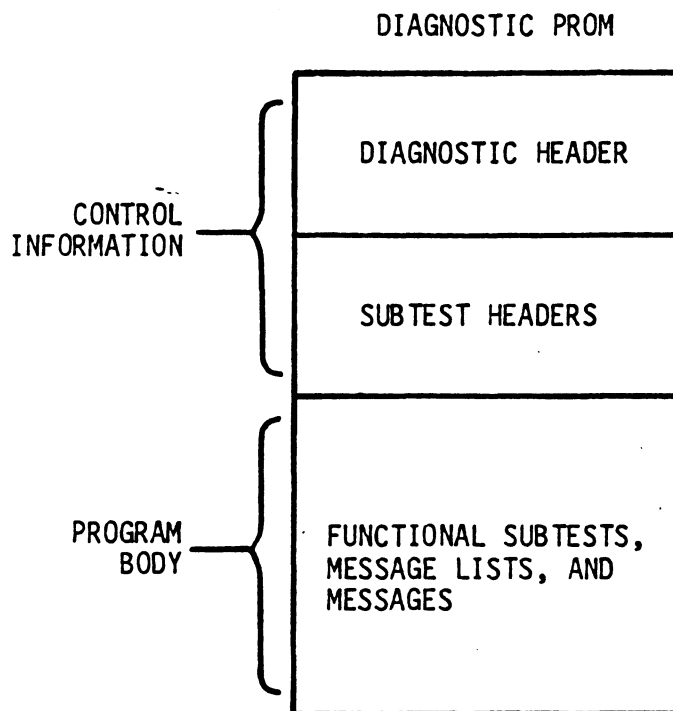 DIAGNOSTIC PROM
DIAGNOSTIC HEADER
CONTROL
INFORMATION
SUBTEST HEADERS
PROGRAM
BODY
FUNCTIONAL SUBTESTS,
MESSAGE LISTS, AND
MESSAGES